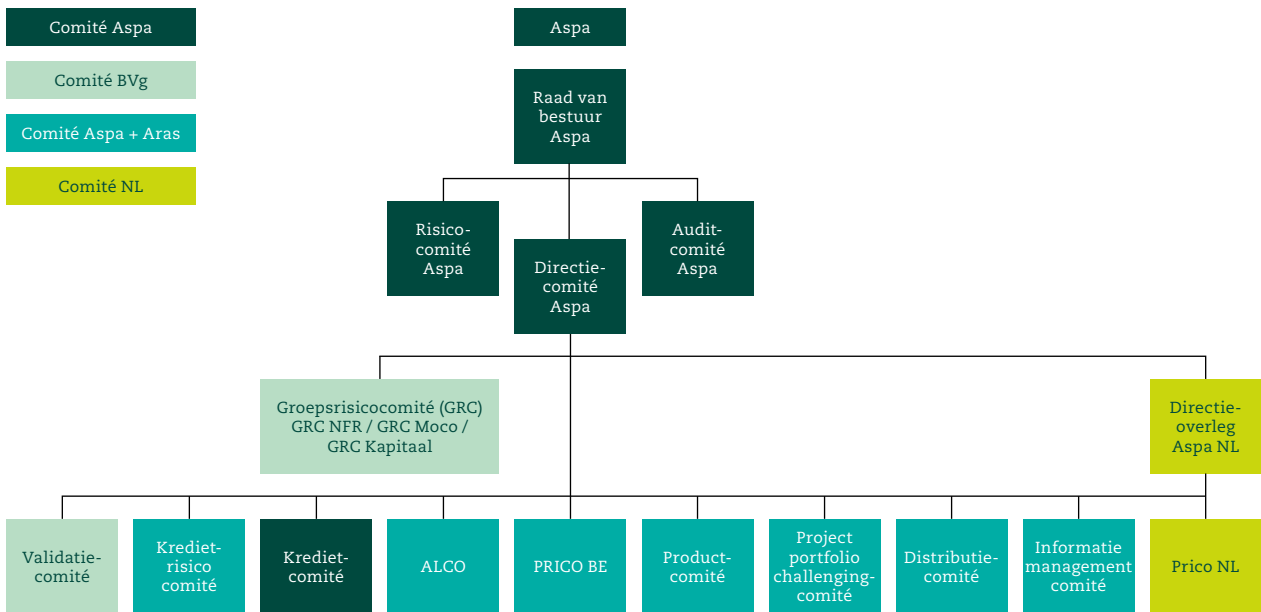 Comité Aspa
Comité BVg
Comité Aspa + Aras
Comité NL
Aspa
Raad van
bestuur
Aspa
Risico-
comité
Aspa
Directie-
comité
Aspa
Audit-
comité
Aspa
Groepsrisicocomité (GRC)
GRC NFR / GRC Moco /
GRC Kapitaal
Directie-
overleg
Aspa NL
Validatie-
comité
Krediet-
risico
comité
Krediet-
comité
ALCO
PRICO BE
Product-
comité
Project
portfolio
challenging-
comité
Distributie-
comité
Informatie
management
comité
Prico NL